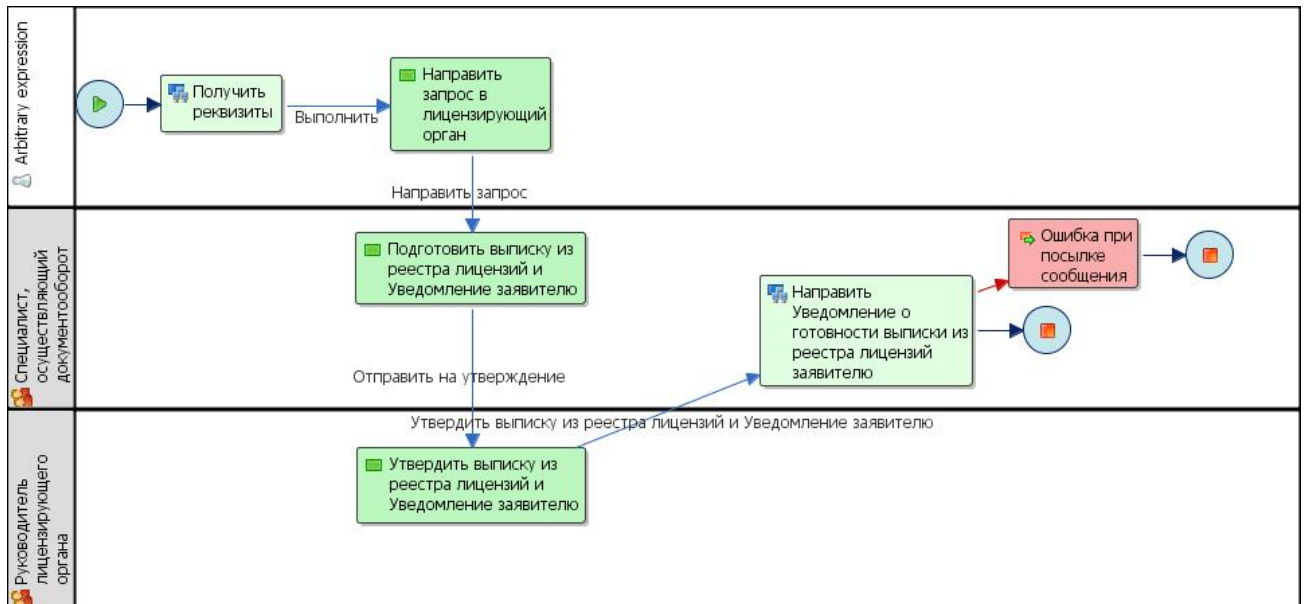 Arbitrary expression
Получить
реквизиты
Выполнить
Направить
запрос в
лицензирующий
орган
Направить запрос
Специалист,
осуществляющий
документооборот
Подготовить выписку из
реестра лицензий и
Уведомление заявителю
Направить
Уведомление о
готовности выписки из
реестра лицензий
заявителю
Ошибка при
посылке
сообщения
Отправить на утверждение
Утвердить выписку из реестра лицензий и Уведомление заявителю
Руководитель
лицензирующего
органа
Утвердить выписку из
реестра лицензий и
Уведомление заявителю